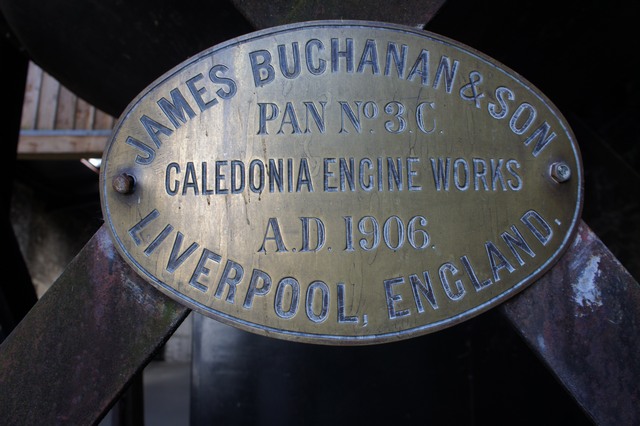 JAMES BUCHANAN & SON
PAN No 3.C.
CALEDONIA ENGINE WORKS
A.D. 1906.
LIVERPOOL, ENGLAND.